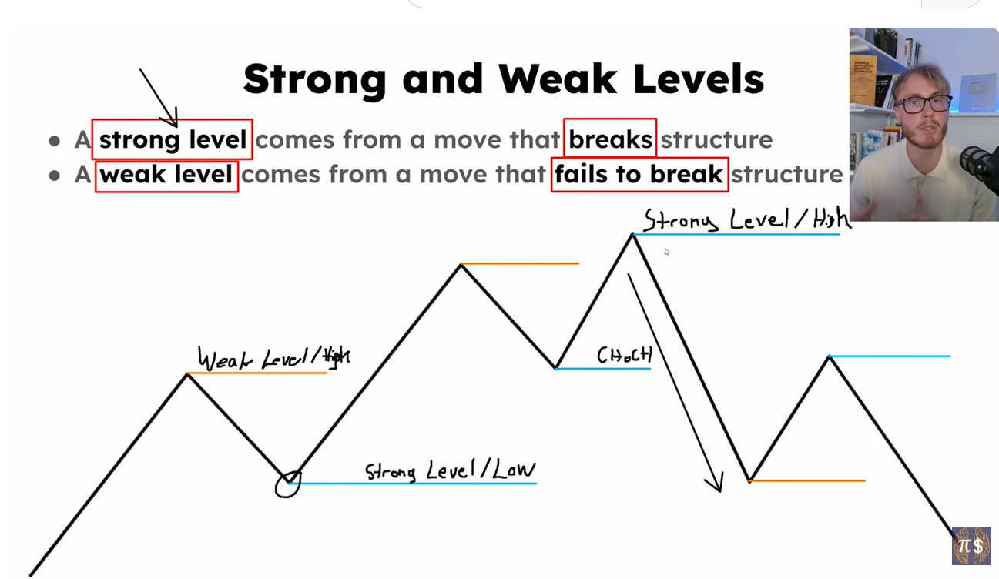 Strong and Weak Levels
● A strong level comes from a move that breaks structure
● A weak level comes from a move that fails to break structure
Strong Level/High
Weak Level/High
CHoCH
Strong Level/Low
π$